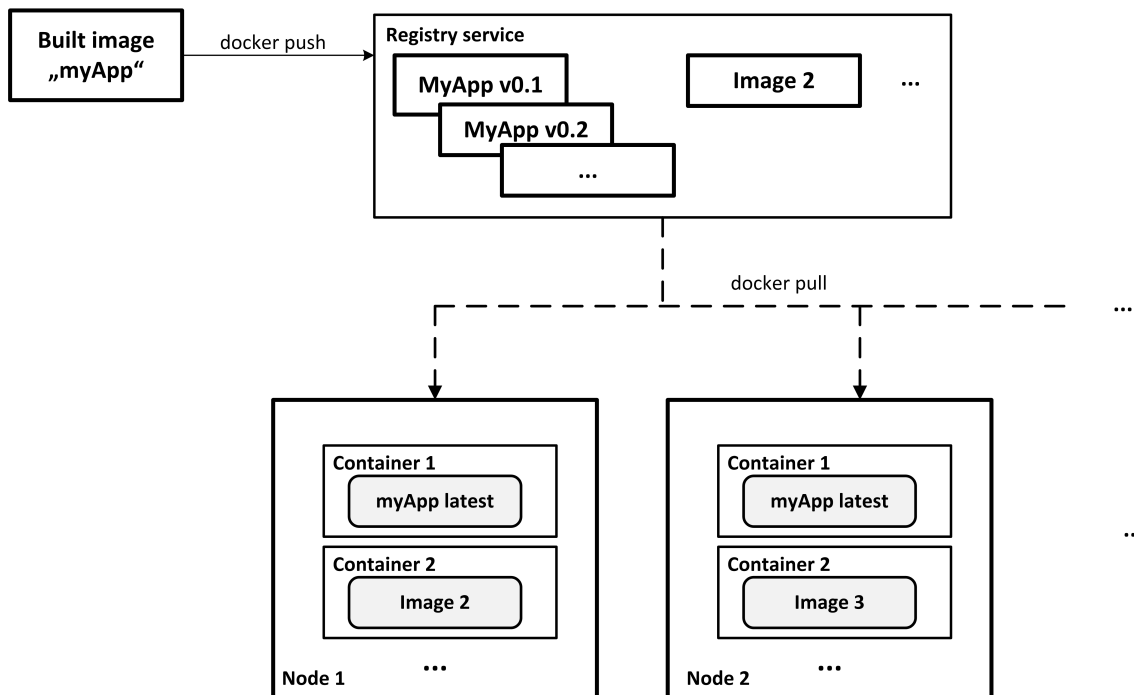 Built image
„myApp“
docker push
Registry service
MyApp v0.1
MyApp v0.2
...
Image 2
...
docker pull
...
Container 1
myApp latest
Container 2
Image 2
...
Node 1
Container 1
myApp latest
Container 2
Image 3
...
Node 2
..